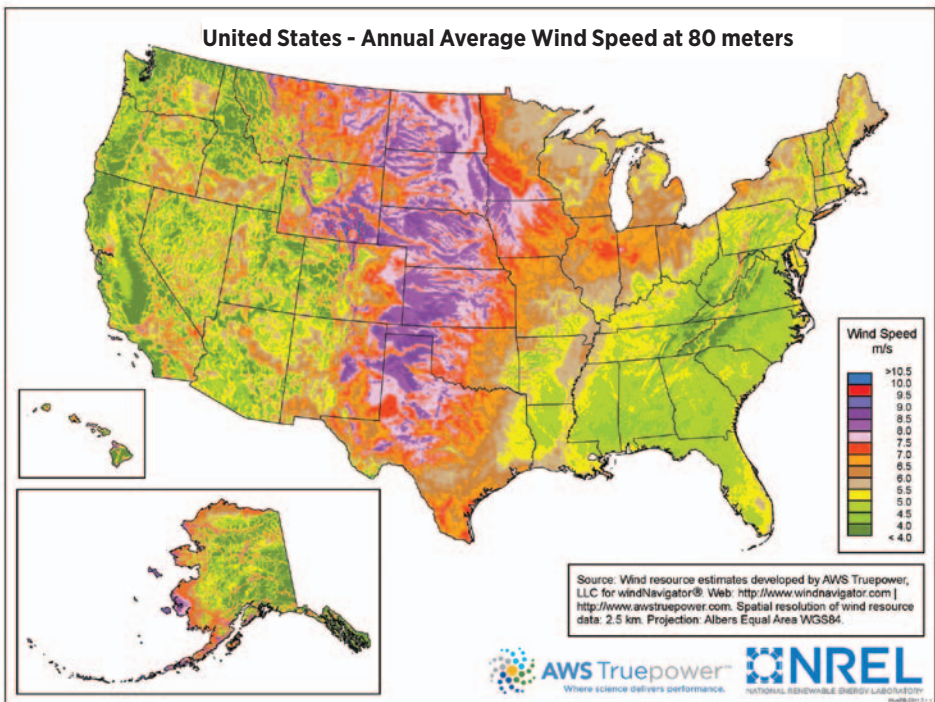 United States - Annual Average Wind Speed at 80 meters
Wind Speed
m/s
>10.5
10.0
9.5
9.0
8.5
8.0
7.5
7.0
6.5
6.0
5.5
5.0
4.5
4.0
< 4.0
Source: Wind resource estimates developed by AWS Truepower,
LLC for windNavigator®. Web: http://www.windnavigator.com |
http://www.awstruepower.com. Spatial resolution of wind resource
data: 2.5 km. Projection: Albers Equal Area WGS84.
AWS Truepower™
Where science delivers performance.
NREL
NATIONAL RENEWABLE ENERGY LABORATORY